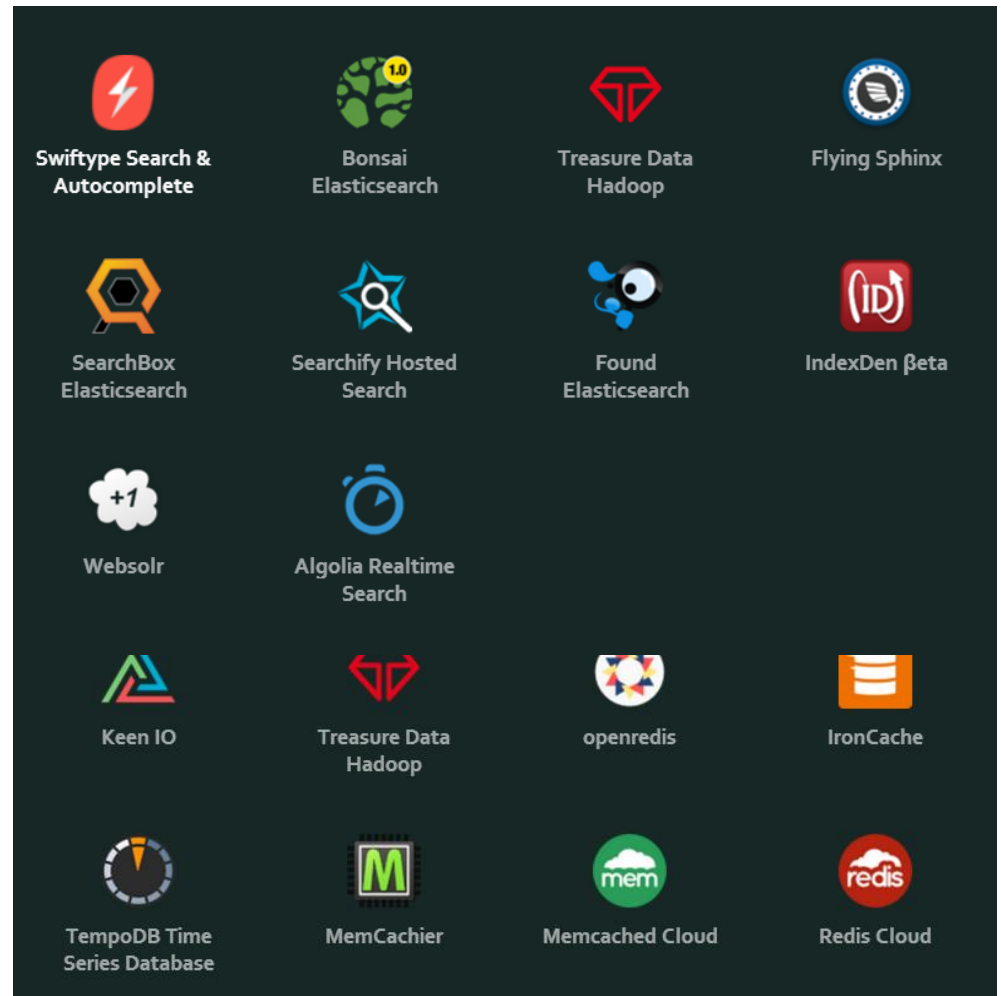 1.0
Swiftype Search &
Autocomplete
Bonsai
Elasticsearch
Treasure Data
Hadoop
Flying Sphinx
ID
SearchBox
Elasticsearch
Searchify Hosted
Search
Found
Elasticsearch
IndexDen βeta
+1
Websolr
Algolia Realtime
Search
Keen IO
Treasure Data
Hadoop
openredis
IronCache
M
mem
redis
TempoDB Time
Series Database
MemCachier
Memcached Cloud
Redis Cloud